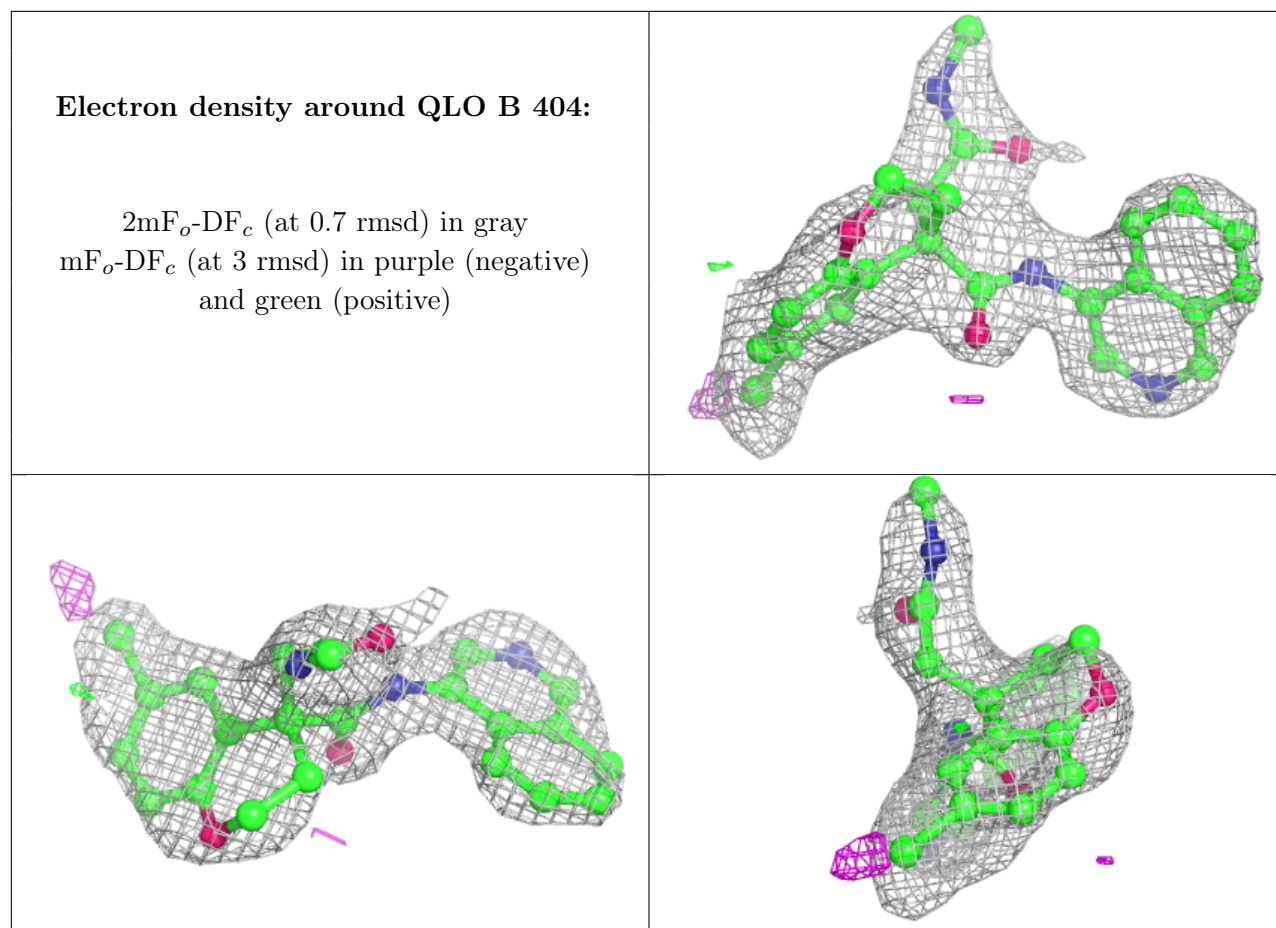 Electron density around QLO B 404:
2mFo-DFc (at 0.7 rmsd) in gray
mFo-DFc (at 3 rmsd) in purple (negative)
and green (positive)